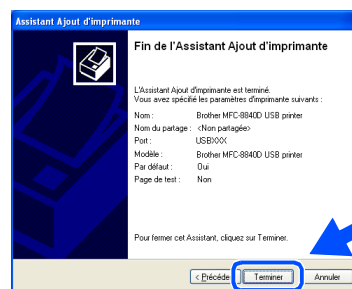 Assistant Ajout d'imprimante
Fin de l'Assistant Ajout d'imprimante
L'Assistant Ajout d'imprimante est terminé.
Vous avez spécifié les paramètres d'imprimante suivants :
Nom : Brother MFC-8840D USB printer
Nom du partage : <Non partagée>
Port : USBXXX
Modèle : Brother MFC-8840D USB printer
Par défaut : Oui
Page de test : Non
Pour fermer cet Assistant, cliquez sur Terminer.
< Précéde Terminer Annuler